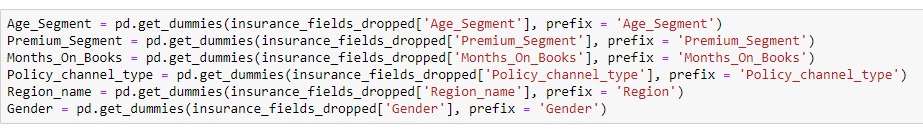 Age_Segment = pd.get_dummies(insurance_fields_dropped['Age_Segment'], prefix = 'Age_Segment')
Premium_Segment = pd.get_dummies(insurance_fields_dropped['Premium_Segment'], prefix = 'Premium_Segment')
Months_On_Books = pd.get_dummies(insurance_fields_dropped['Months_On_Books'], prefix = 'Months_On_Books')
Policy_channel_type = pd.get_dummies(insurance_fields_dropped['Policy_channel_type'], prefix = 'Policy_channel_type')
Region_name = pd.get_dummies(insurance_fields_dropped['Region_name'], prefix = 'Region')
Gender = pd.get_dummies(insurance_fields_dropped['Gender'], prefix = 'Gender')